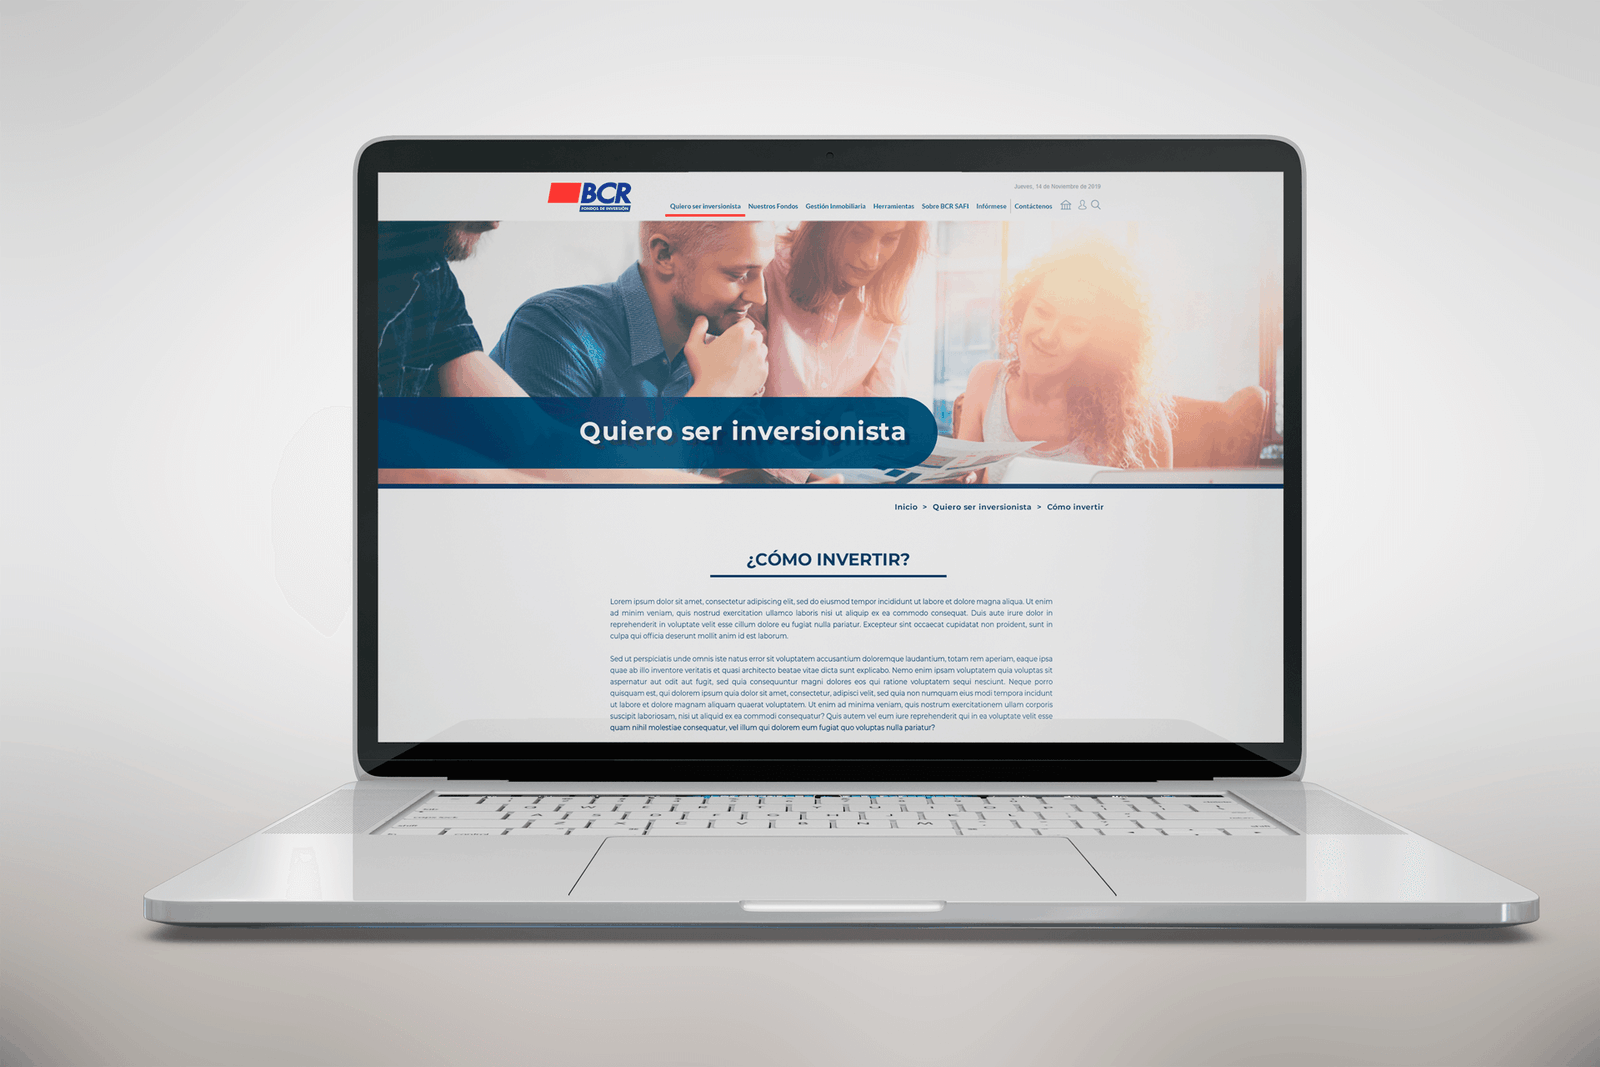 BCR
FONDOS DE INVERSIÓN
Jueves, 14 de Noviembre de 2019
Quiero ser inversionista Nuestros Fondos Gestión Inmobiliaria Herramientas Sobre BCR SAFI Infórmese Contáctenos
Quiero ser inversionista
Inicio > Quiero ser inversionista > Cómo invertir
¿CÓMO INVERTIR?
Lorem ipsum dolor sit amet, consectetur adipiscing elit, sed do eiusmod tempor incididunt ut labore et dolore magna aliqua. Ut enim
ad minim veniam, quis nostrud exercitation ullamco laboris nisi ut aliquip ex ea commodo consequat. Duis aute irure dolor in
reprehenderit in voluptate velit esse cillum dolore eu fugiat nulla pariatur. Excepteur sint occaecat cupidatat non proident, sunt in
culpa qui officia deserunt mollit anim id est laborum.
Sed ut perspiciatis unde omnis iste natus error sit voluptatem accusantium doloremque laudantium, totam rem aperiam, eaque ipsa
quae ab illo inventore veritatis et quasi architecto beatae vitae dicta sunt explicabo. Nemo enim ipsam voluptatem quia voluptas sit
aspernatur aut odit aut fugit, sed quia consequuntur magni dolores eos qui ratione voluptatem sequi nesciunt. Neque porro
quisquam est, qui dolorem ipsum quia dolor sit amet, consectetur, adipisci velit, sed quia non numquam eius modi tempora incidunt
ut labore et dolore magnam aliquam quaerat voluptatem. Ut enim ad minima veniam, quis nostrum exercitationem ullam corporis
suscipit laboriosam, nisi ut aliquid ex ea commodi consequatur? Quis autem vel eum iure reprehenderit qui in ea voluptate velit esse
quam nihil molestiae consequatur, vel illum qui dolorem eum fugiat quo voluptas nulla pariatur?